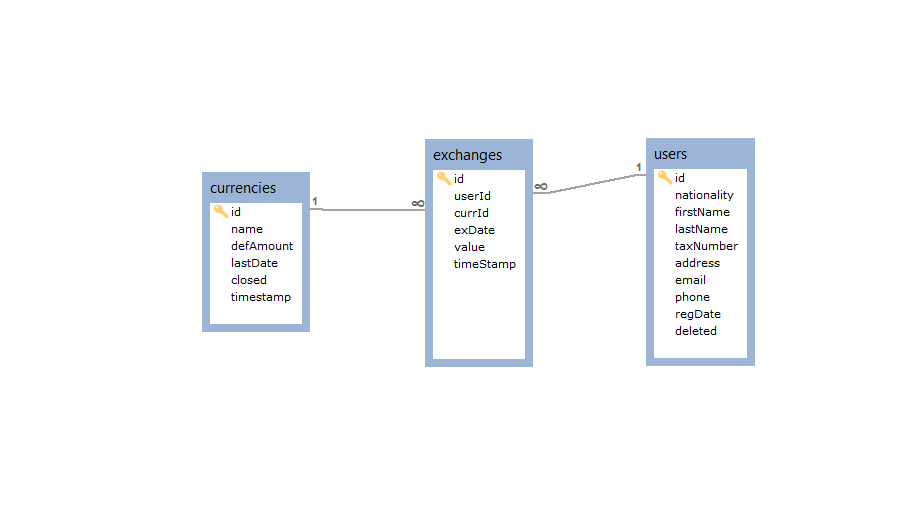 currencies
id
name
defAmount
lastDate
closed
timestamp
1
∞
exchanges
id
userId
currId
exDate
value
timeStamp
∞
1
users
id
nationality
firstName
lastName
taxNumber
address
email
phone
regDate
deleted